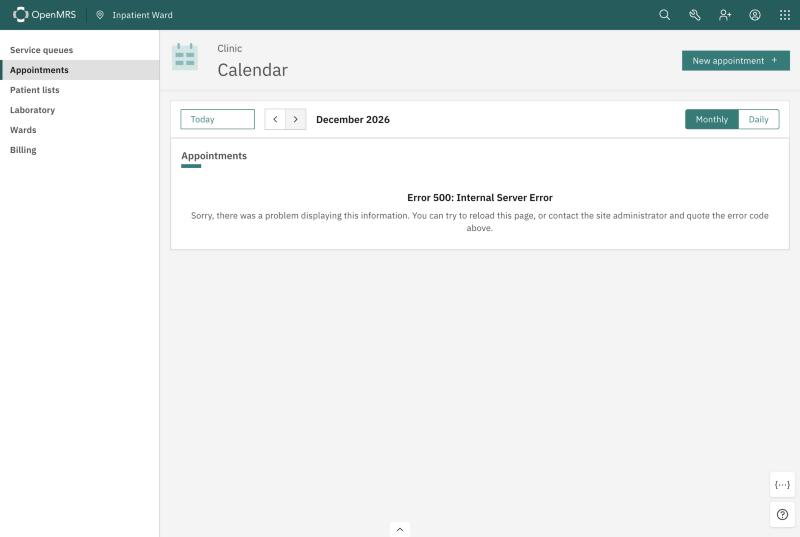 OpenMRS
Inpatient Ward
Service queues
Appointments
Patient lists
Laboratory
Wards
Billing
Clinic
Calendar
New appointment +
Today
December 2026
Monthly
Daily
Appointments
Error 500: Internal Server Error
Sorry, there was a problem displaying this information. You can try to reload this page, or contact the site administrator and quote the error code
above.
{···}